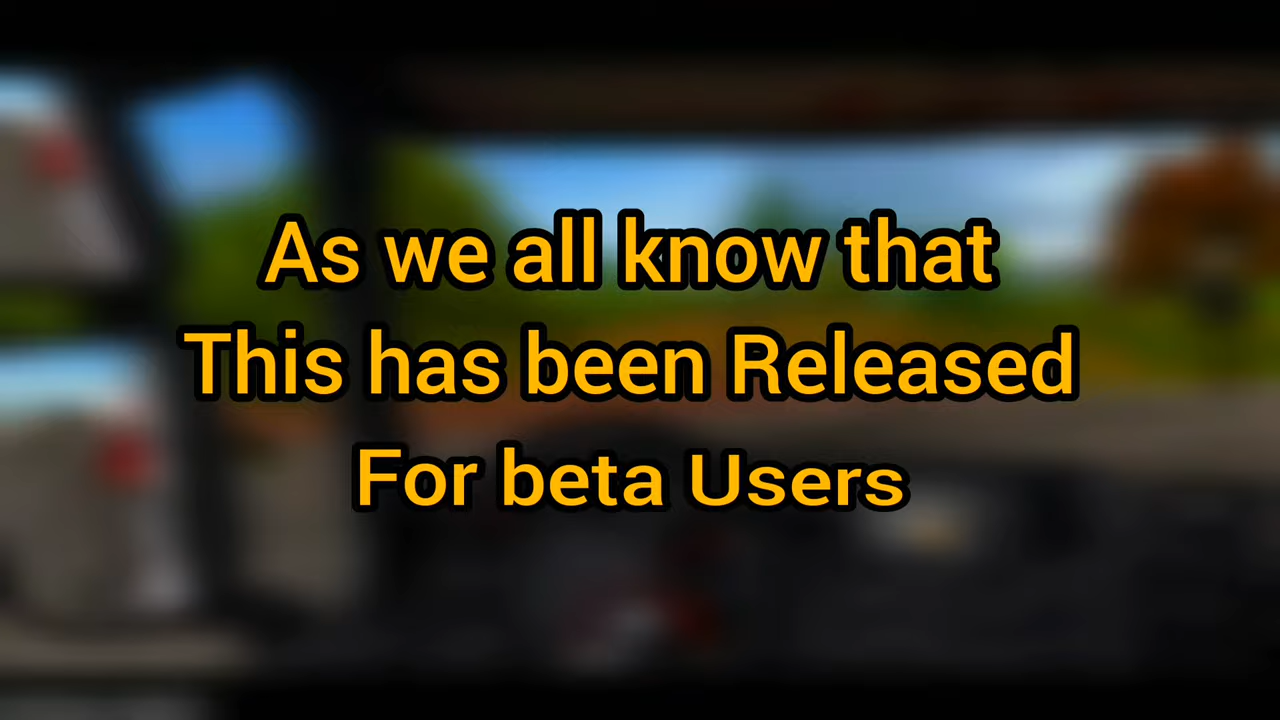 As we all know that
This has been Released
For beta Users